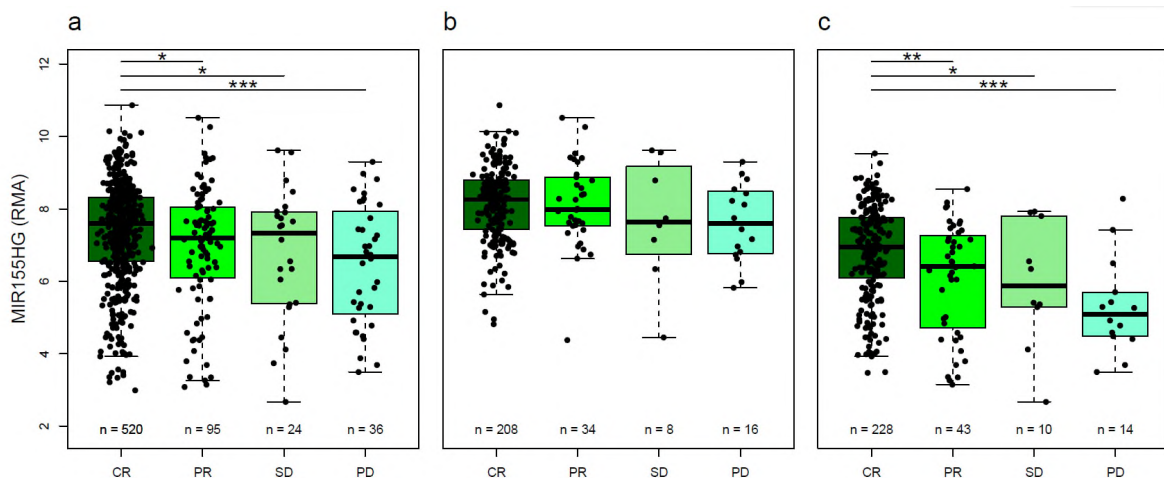 a
b
c
MIR155HG (RMA)
12
10
8
6
4
2
*
*
***
**
*
***
n = 520
n = 95
n = 24
n = 36
n = 208
n = 34
n = 8
n = 16
n = 228
n = 43
n = 10
n = 14
CR
PR
SD
PD
CR
PR
SD
PD
CR
PR
SD
PD